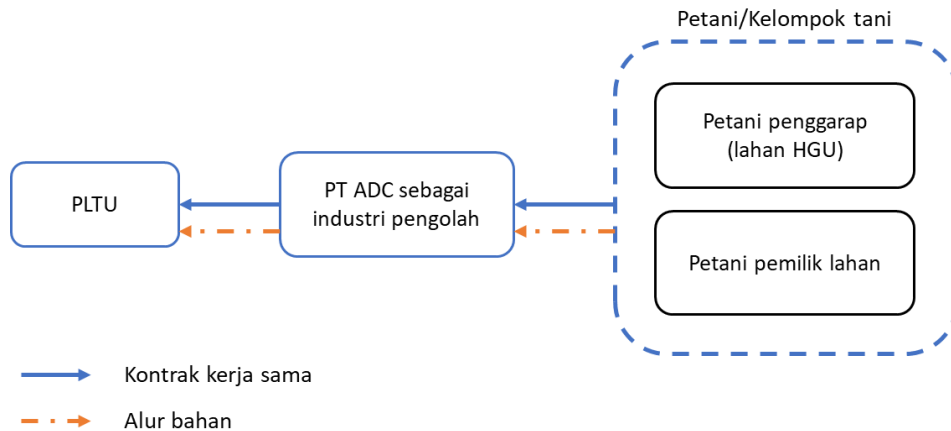 Petani/Kelompok tani
Petani penggarap
(lahan HGU)
PLTU
PT ADC sebagai
industri pengolah
Petani pemilik lahan
Kontrak kerja sama
Alur bahan